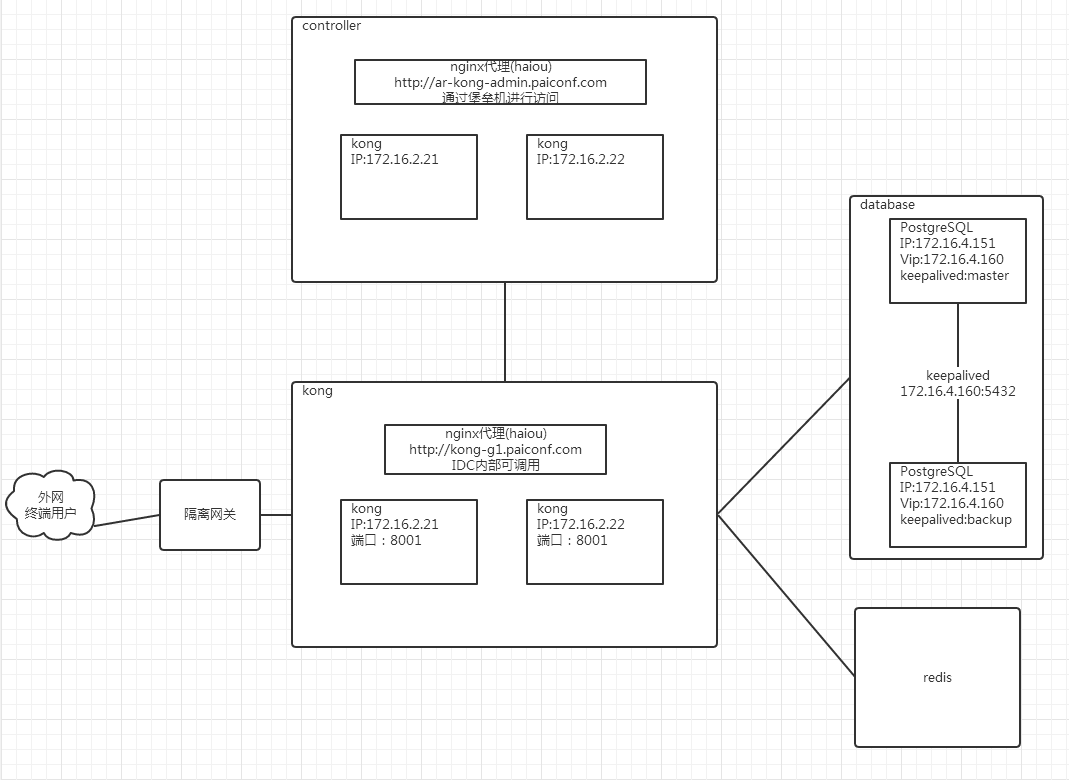 controller
nginx代理(haiou)
http://ar-kong-admin.paiconf.com
通过堡垒机进行访问
kong
IP:172.16.2.21
kong
IP:172.16.2.22
database
PostgreSQL
IP:172.16.4.151
Vip:172.16.4.160
keepalived:master
keepalived
172.16.4.160:5432
PostgreSQL
IP:172.16.4.151
Vip:172.16.4.160
keepalived:backup
kong
nginx代理(haiou)
http://kong-g1.paiconf.com
IDC内部可调用
kong
IP:172.16.2.21
端口：8001
kong
IP:172.16.2.22
端口：8001
外网
终端用户
隔离网关
redis